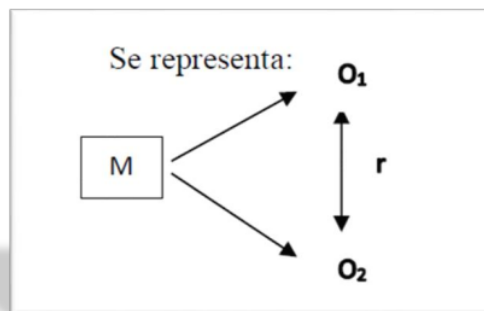 Se representa:
O₁
M
r
O₂